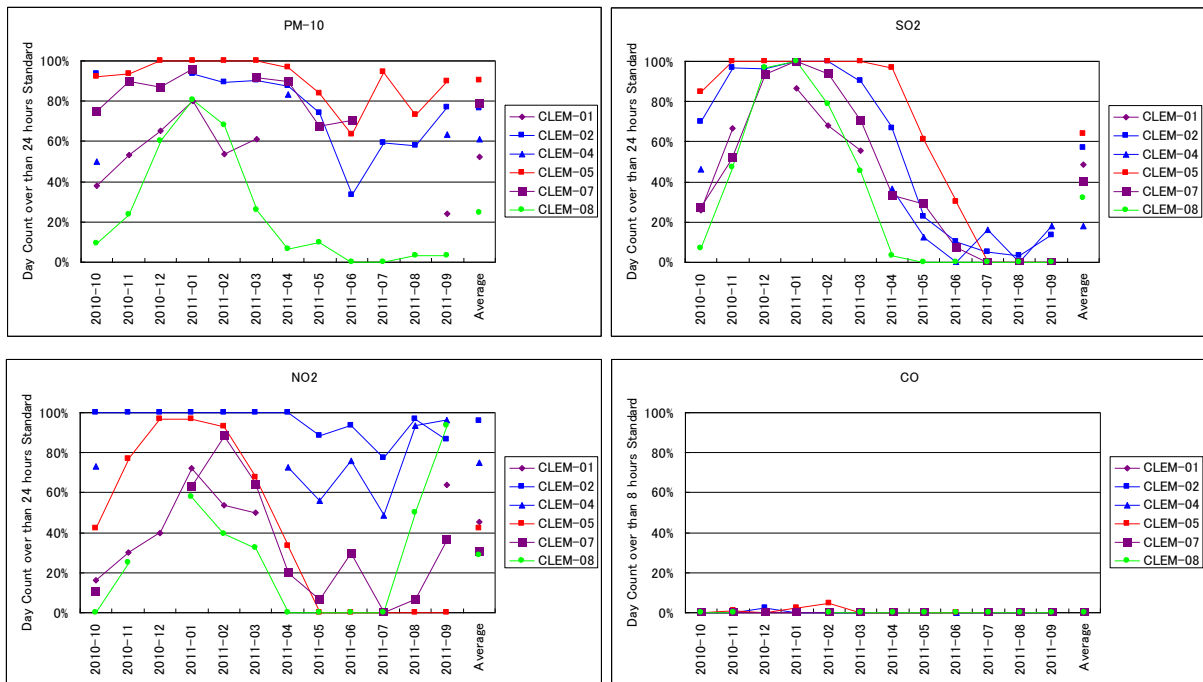 PM-10
Day Count over than 24 hours Standard
100%
80%
60%
40%
20%
0%
2010-10
2010-11
2010-12
2011-01
2011-02
2011-03
2011-04
2011-05
2011-06
2011-07
2011-08
2011-09
Average
CLEM-01
CLEM-02
CLEM-04
CLEM-05
CLEM-07
CLEM-08
SO2
Day Count over than 24 hours Standard
100%
80%
60%
40%
20%
0%
2010-10
2010-11
2010-12
2011-01
2011-02
2011-03
2011-04
2011-05
2011-06
2011-07
2011-08
2011-09
Average
CLEM-01
CLEM-02
CLEM-04
CLEM-05
CLEM-07
CLEM-08
NO2
Day Count over than 24 hours Standard
100%
80%
60%
40%
20%
0%
2010-10
2010-11
2010-12
2011-01
2011-02
2011-03
2011-04
2011-05
2011-06
2011-07
2011-08
2011-09
Average
CLEM-01
CLEM-02
CLEM-04
CLEM-05
CLEM-07
CLEM-08
CO
Day Count over than 8 hours Standard
100%
80%
60%
40%
20%
0%
2010-10
2010-11
2010-12
2011-01
2011-02
2011-03
2011-04
2011-05
2011-06
2011-07
2011-08
2011-09
Average
CLEM-01
CLEM-02
CLEM-04
CLEM-05
CLEM-07
CLEM-08